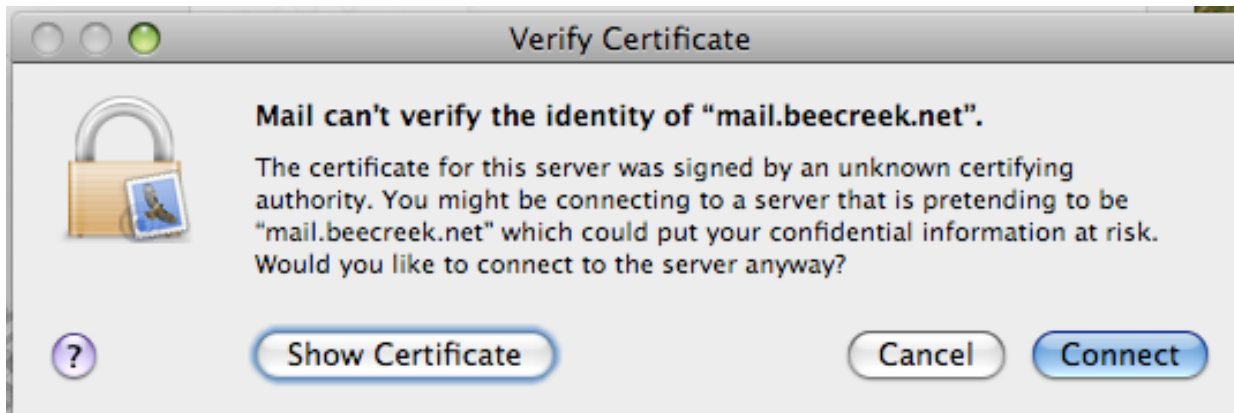 Verify Certificate
Mail can't verify the identity of “mail.beecreek.net”.
The certificate for this server was signed by an unknown certifying
authority. You might be connecting to a server that is pretending to be
“mail.beecreek.net” which could put your confidential information at risk.
Would you like to connect to the server anyway?
? Show Certificate Cancel Connect